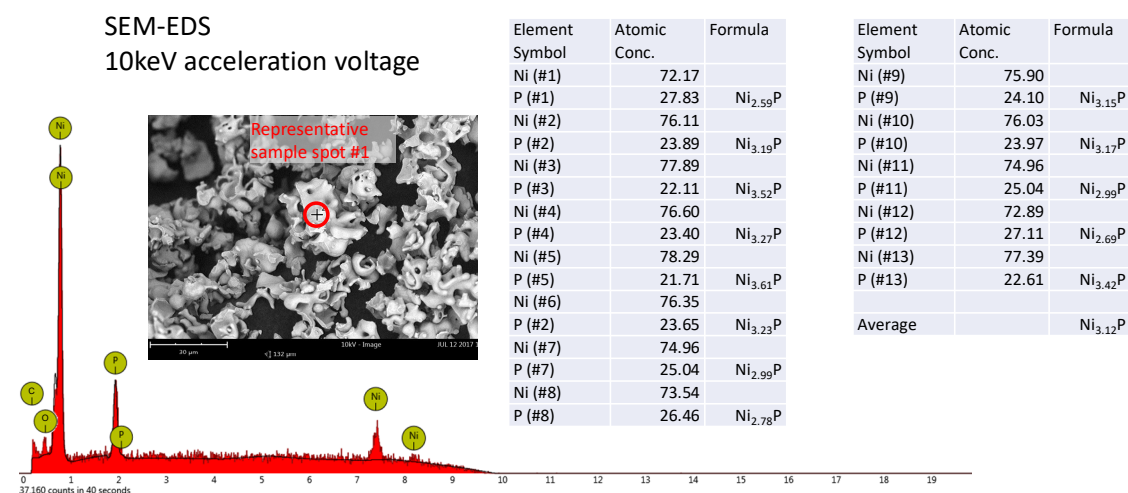 SEM-EDS
10keV acceleration voltage
Representative
sample spot #1
30 µm
132 µm
10kV - Image
JUL 12 2017 1
Ni
Ni
C
O
P
P
Ni
Ni
0 1 2 3 4 5 6 7 8 9 10 11 12 13 14 15 16 17 18 19
37,160 counts in 40 seconds
Element Symbol Atomic Conc. Formula
Ni (#1) 72.17
P (#1) 27.83 Ni2.59P
Ni (#2) 76.11
P (#2) 23.89 Ni3.19P
Ni (#3) 77.89
P (#3) 22.11 Ni3.52P
Ni (#4) 76.60
P (#4) 23.40 Ni3.27P
Ni (#5) 78.29
P (#5) 21.71 Ni3.61P
Ni (#6) 76.35
P (#2) 23.65 Ni3.23P
Ni (#7) 74.96
P (#7) 25.04 Ni2.99P
Ni (#8) 73.54
P (#8) 26.46 Ni2.78P
Element Symbol Atomic Conc. Formula
Ni (#9) 75.90
P (#9) 24.10 Ni3.15P
Ni (#10) 76.03
P (#10) 23.97 Ni3.17P
Ni (#11) 74.96
P (#11) 25.04 Ni2.99P
Ni (#12) 72.89
P (#12) 27.11 Ni2.69P
Ni (#13) 77.39
P (#13) 22.61 Ni3.42P
Average Ni3.12P